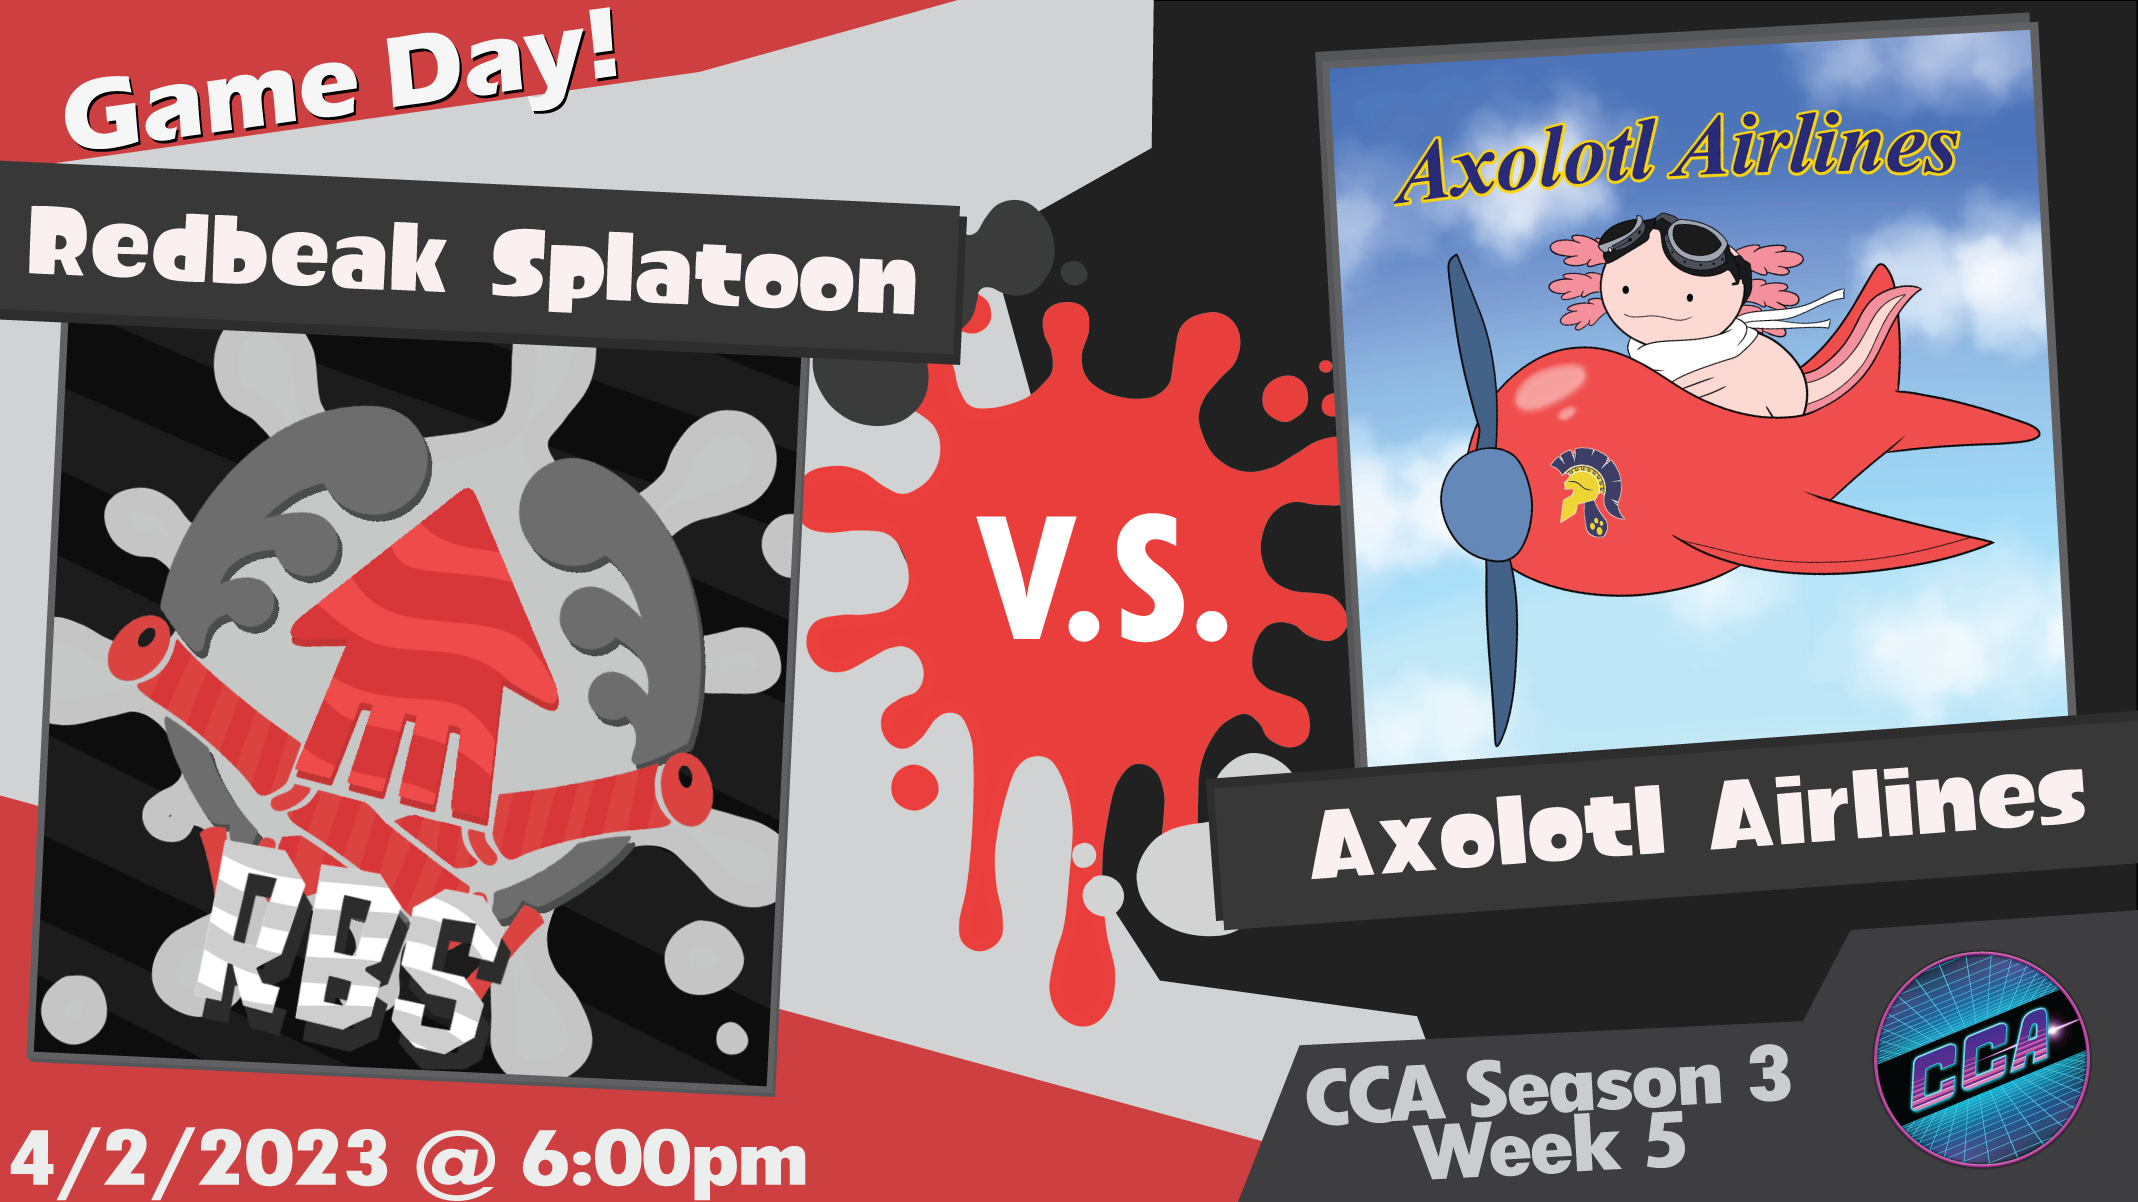 Game Day!
Redbeak Splatoon
RBS
4/2/2023 @ 6:00pm
V.S.
Axolotl Airlines
Axolotl Airlines
CCA Season 3
Week 5
CCA